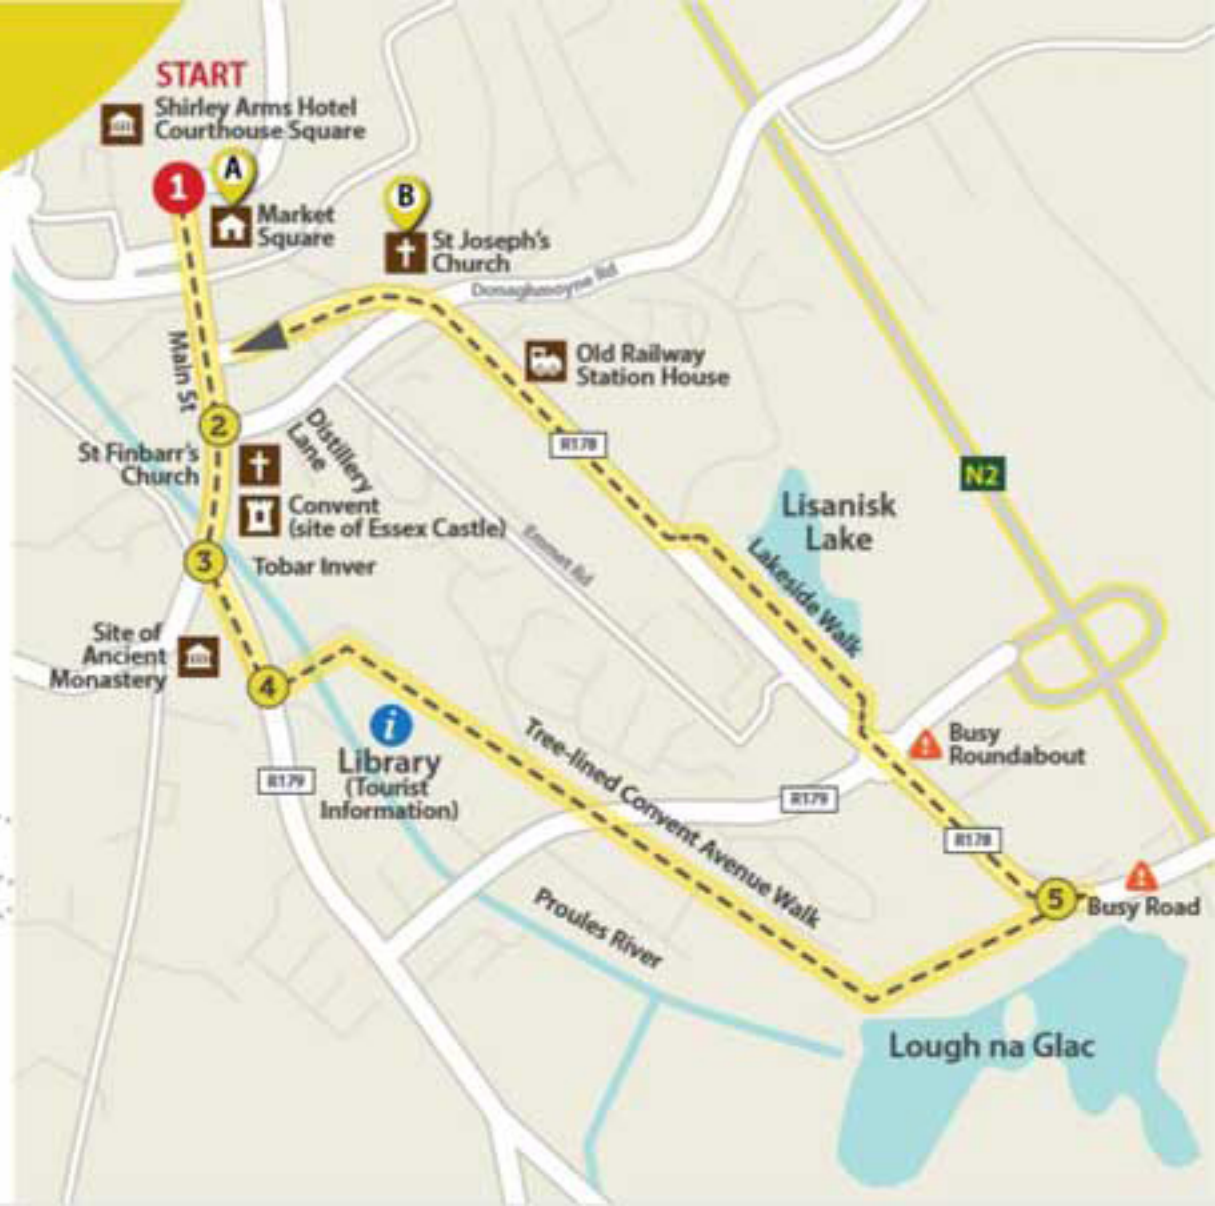 START
Shirley Arms Hotel
Courthouse Square
1
A
Market
Square
B
St Joseph's
Church
Donaghmoyne Rd
Main St
Old Railway
Station House
R178
2
St Finbarr's
Church
Distillery
Lane
Convent
(site of Essex Castle)
Emmet Rd
N2
Lisanisk
Lake
Lakeside Walk
3
Tobar Inver
Site of
Ancient
Monastery
4
i
Library
(Tourist
Information)
R179
Tree-lined Convent Avenue Walk
R179
Busy
Roundabout
R178
5
Busy Road
Proules River
Lough na Glac